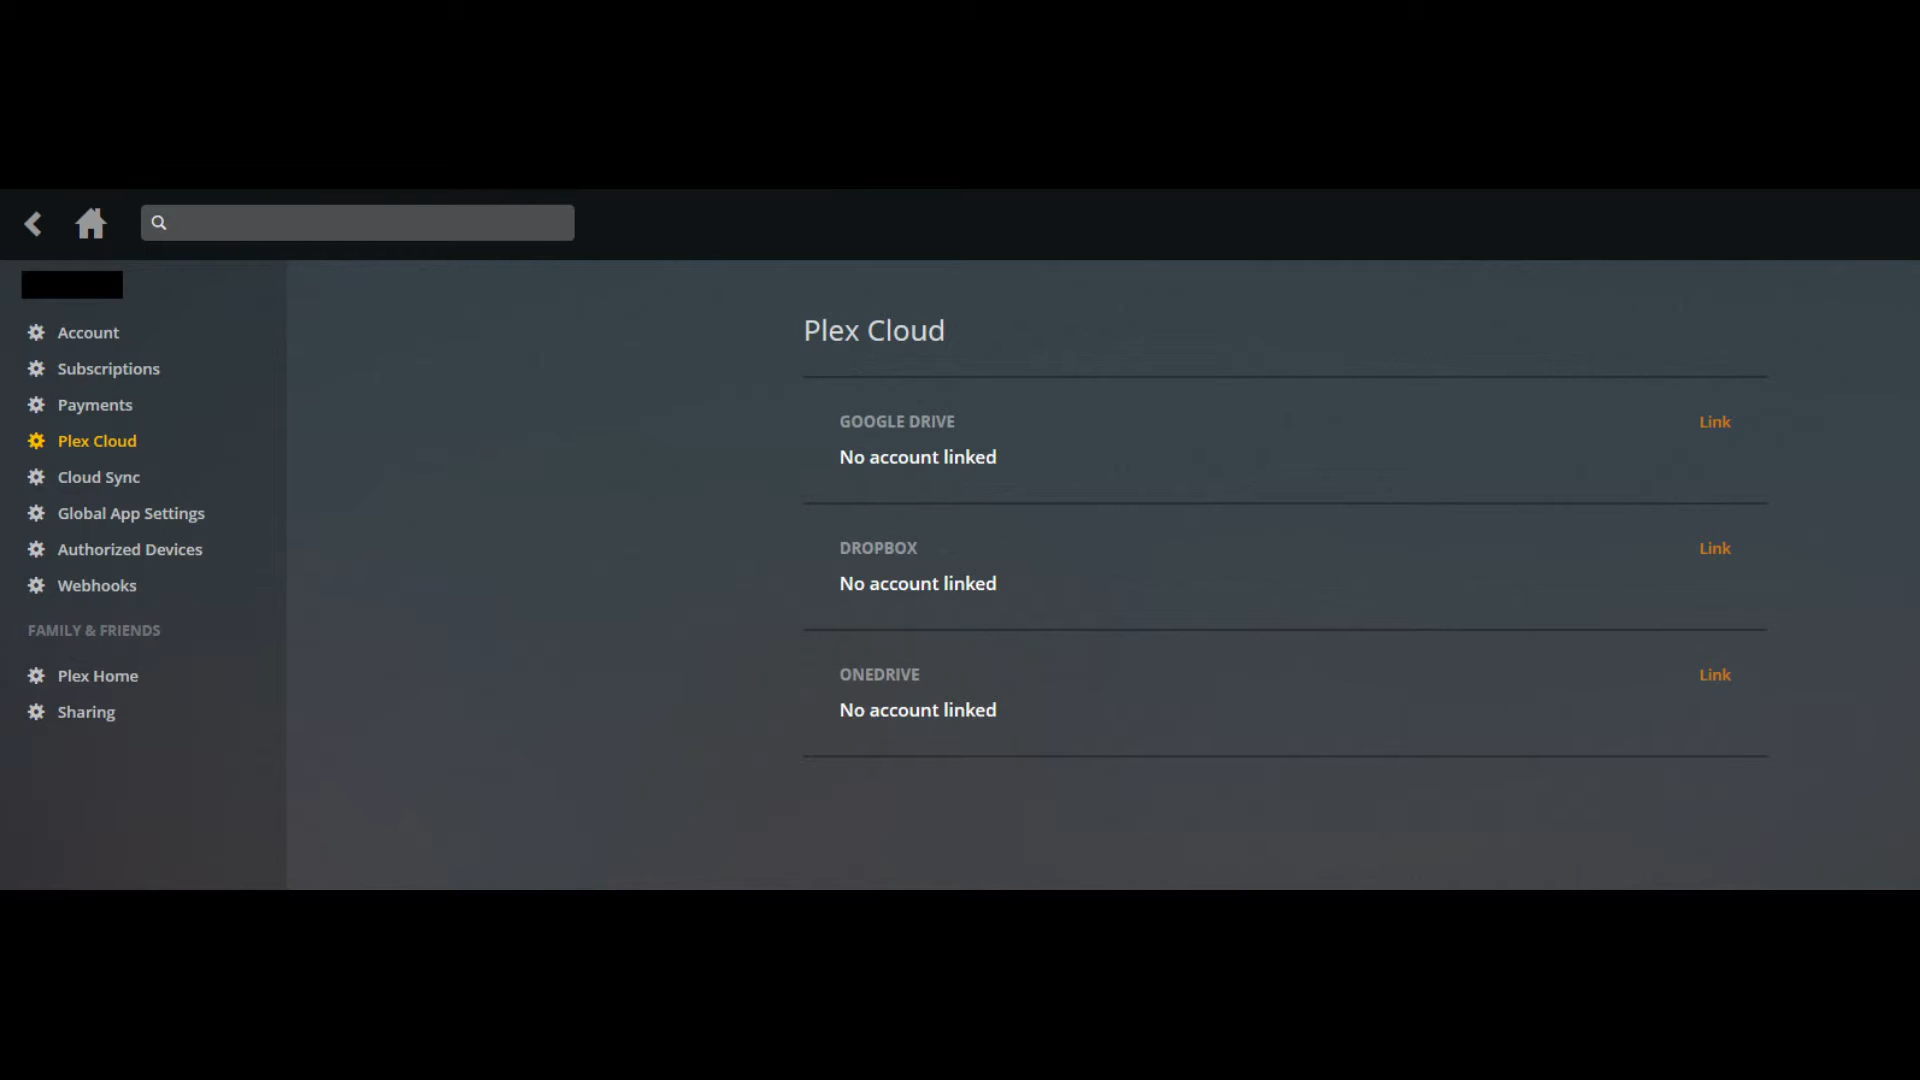 Account
Subscriptions
Payments
Plex Cloud
Cloud Sync
Global App Settings
Authorized Devices
Webhooks
FAMILY & FRIENDS
Plex Home
Sharing
Plex Cloud
GOOGLE DRIVE Link
No account linked
DROPBOX Link
No account linked
ONEDRIVE Link
No account linked